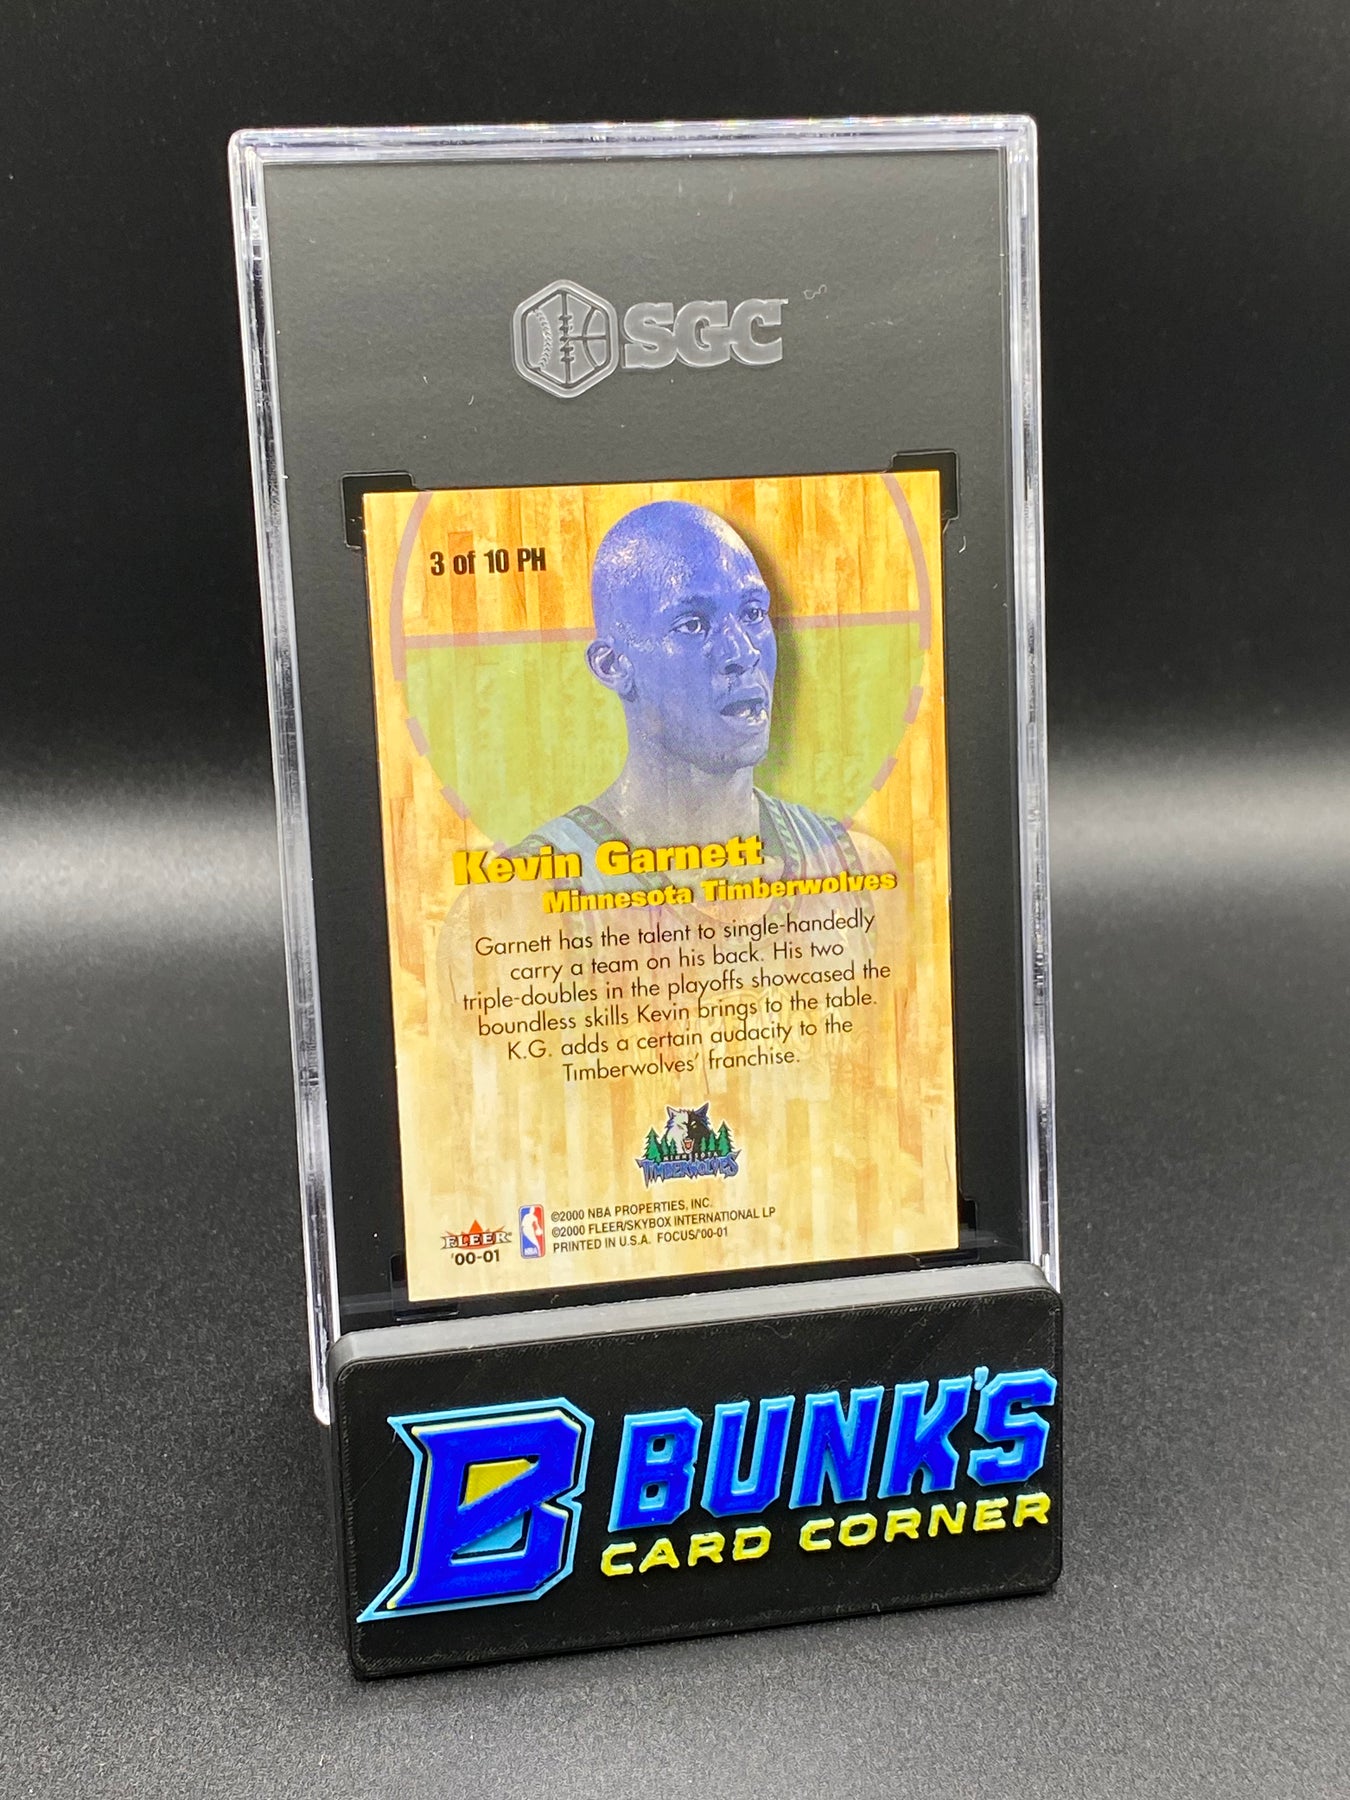 SGC
3 of 10 PH
Kevin Garnett
Minnesota Timberwolves
Garnett has the talent to single-handedly
carry a team on his back. His two
triple-doubles in the playoffs showcased the
boundless skills Kevin brings to the table.
K.G. adds a certain audacity to the
Timberwolves' franchise.
MINNESOTA
TIMBERWOLVES
FLEER
'00-01
NBA
©2000 NBA PROPERTIES, INC.
©2000 FLEER/SKYBOX INTERNATIONAL LP
PRINTED IN U.S.A. FOCUS/'00-01
B
BUNK'S
CARD CORNER